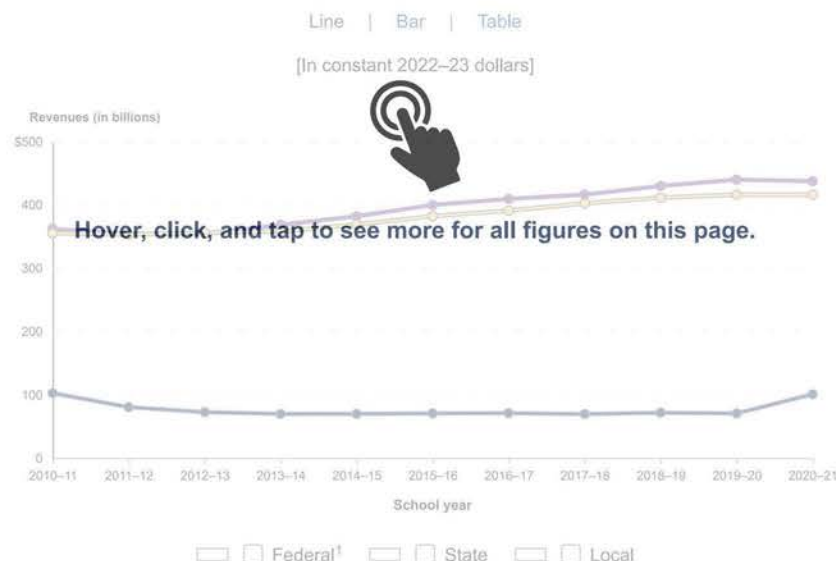 Line | Bar | Table
[In constant 2022–23 dollars]
Revenues (in billions)
$500
400
Hover, click, and tap to see more for all figures on this page.
300
200
100
0
2010–11 2011–12 2012–13 2013–14 2014–15 2015–16 2016–17 2017–18 2018–19 2019–20 2020–21
School year
Federal¹ State Local